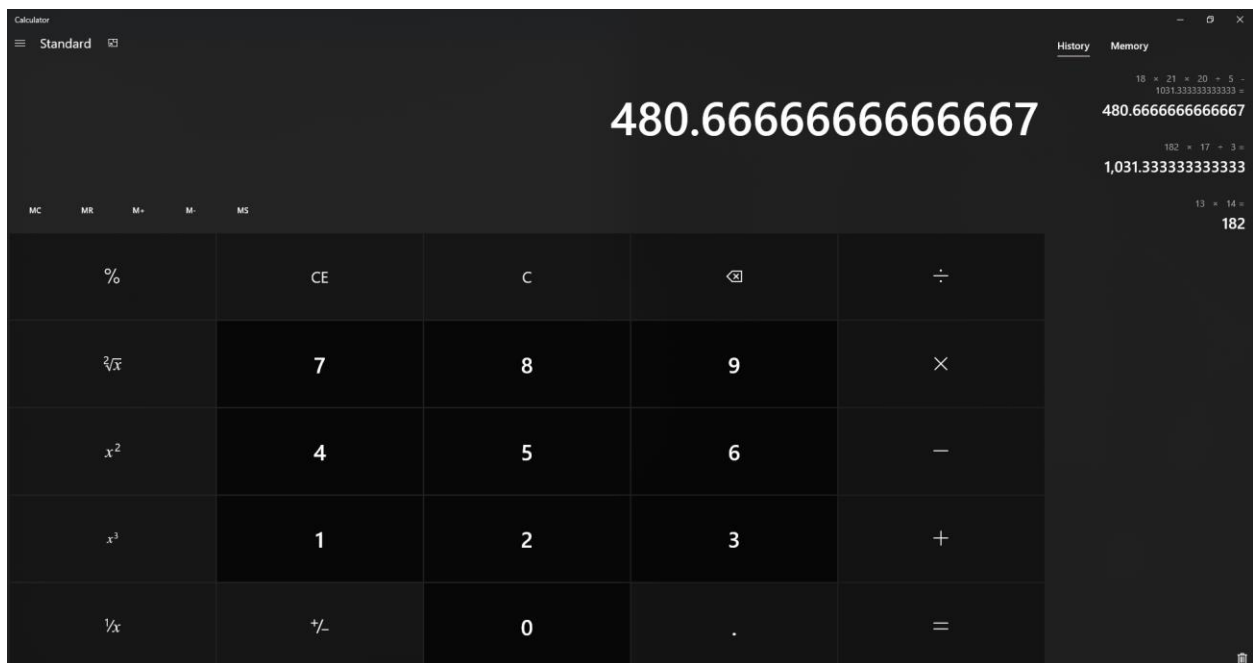 Calculator
Standard
History Memory
18 × 21 × 20 ÷ 5 -
1031.333333333333 =
480.6666666666667
480.6666666666667
182 × 17 ÷ 3 =
1,031.333333333333
13 × 14 =
182
MC MR M+ M- MS
% CE C ÷
²√x 7 8 9 ×
x² 4 5 6 −
x³ 1 2 3 +
¹/x +/− 0 . =